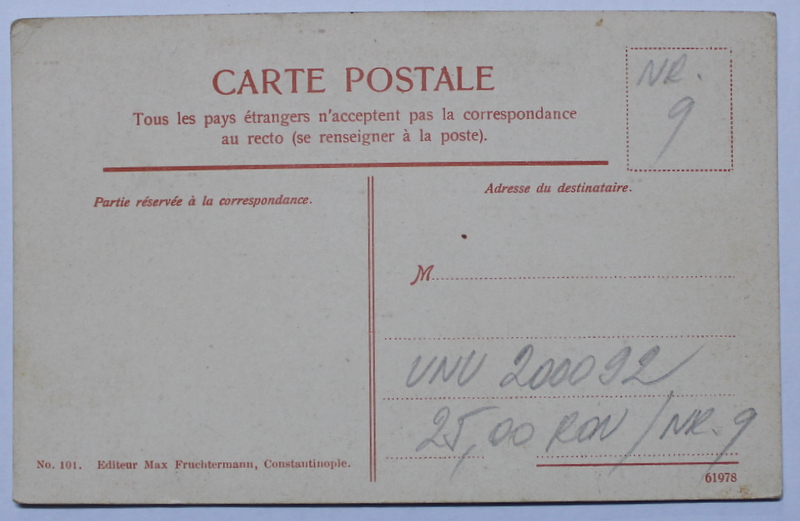 CARTE POSTALE
Tous les pays étrangers n'acceptent pas la correspondance
au recto (se renseigner à la poste).
NR.
9
Partie réservée à la correspondance.
Adresse du destinataire.
M
UNU 200092
25,00 RON / NR. 9
No. 101. Editeur Max Fruchtermann, Constantinople.
61978